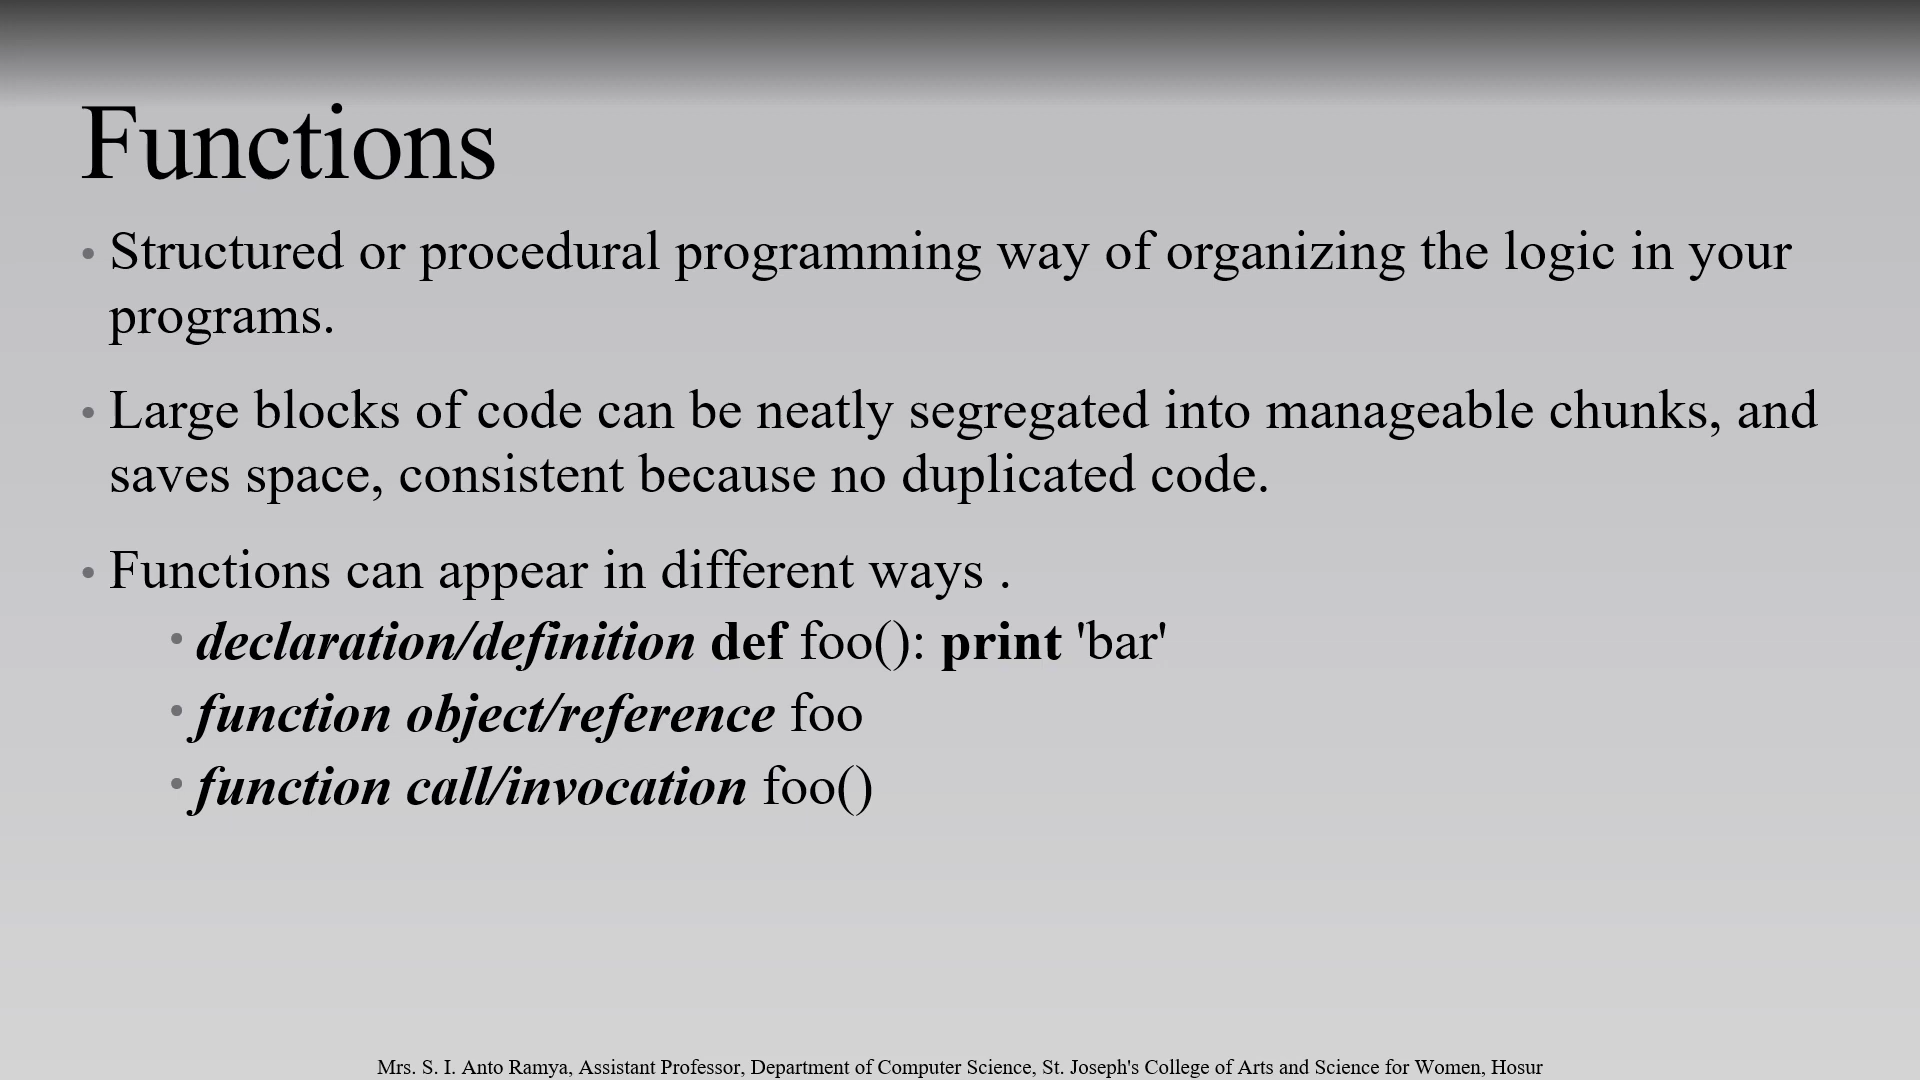 Functions
• Structured or procedural programming way of organizing the logic in your
programs.
• Large blocks of code can be neatly segregated into manageable chunks, and
saves space, consistent because no duplicated code.
• Functions can appear in different ways .
• declaration/definition def foo(): print 'bar'
• function object/reference foo
• function call/invocation foo()
Mrs. S. I. Anto Ramya, Assistant Professor, Department of Computer Science, St. Joseph's College of Arts and Science for Women, Hosur